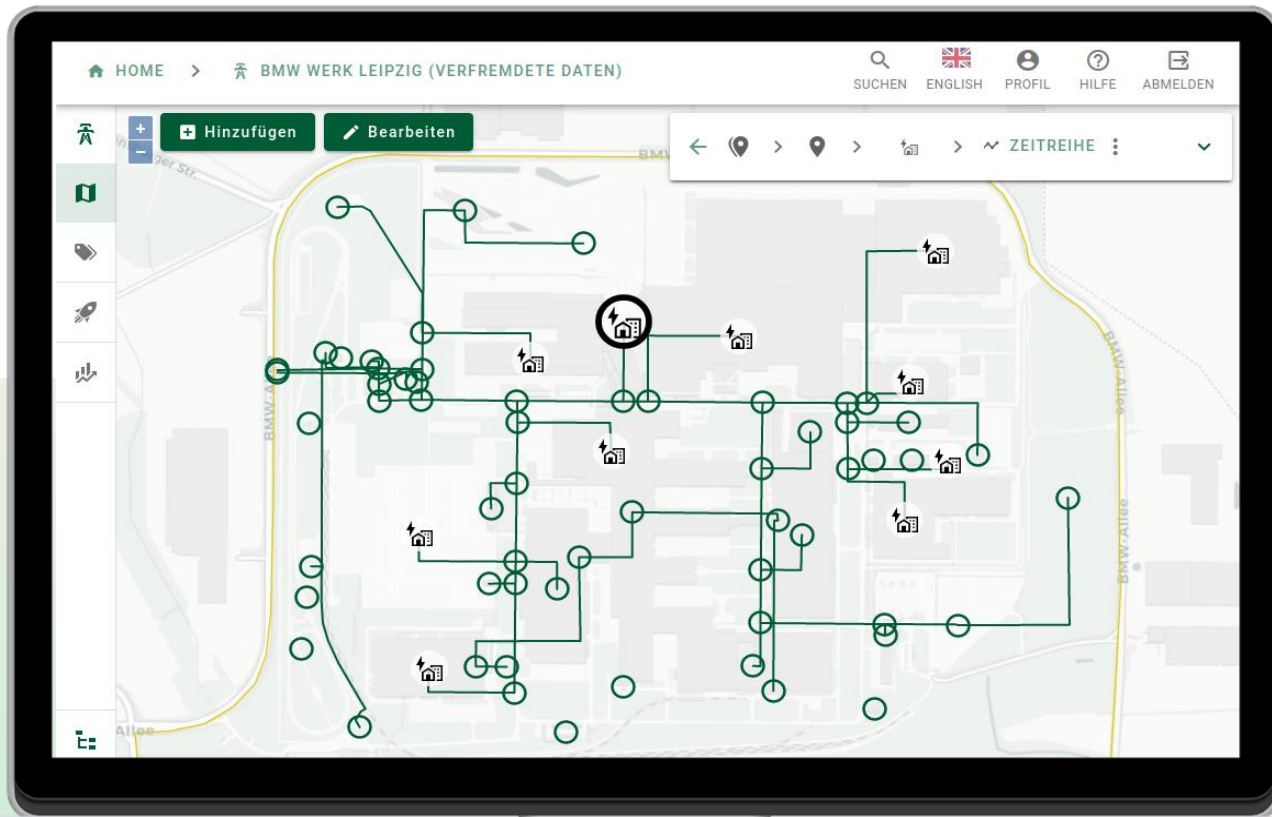 HOME > BMW WERK LEIPZIG (VERFREMDETE DATEN)
SUCHEN ENGLISH PROFIL HILFE ABMELDEN
+ Hinzufügen Bearbeiten
−
ZEITREIHE
BMW-Allee
BMW-Allee
BMW-Allee
Allee